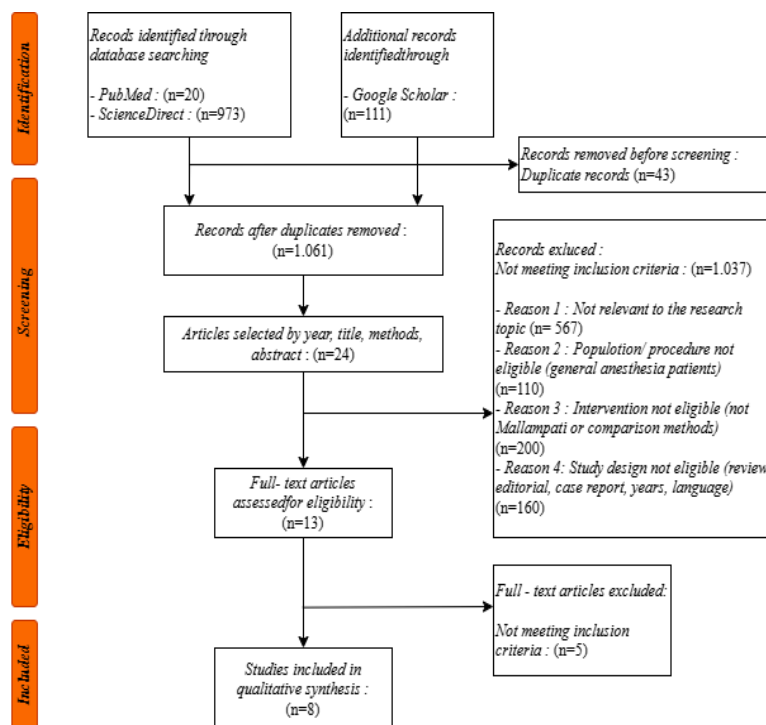 Identification
Recods identified through
database searching
- PubMed : (n=20)
- ScienceDirect : (n=973)
Additional records
identifiedthrough
- Google Scholar :
(n=111)
Records removed before screening :
Duplicate records (n=43)
Screening
Records after duplicates removed :
(n=1.061)
Records exluced :
Not meeting inclusion criteria : (n=1.037)
- Reason 1 : Not relevant to the research
topic (n= 567)
- Reason 2 : Populotion/ procedure not
eligible (general anesthesia patients)
(n=110)
- Reason 3 : Intervention not eligible (not
Mallampati or comparison methods)
(n=200)
- Reason 4: Study design not eligible (review
editorial, case report, years, language)
(n=160)
Articles selected by year, title, methods,
abstract : (n=24)
Eligibility
Full- text articles
assessedfor eligibility :
(n=13)
Full - text articles excluded:
Not meeting inclusion
criteria : (n=5)
Included
Studies included in
qualitative synthesis :
(n=8)